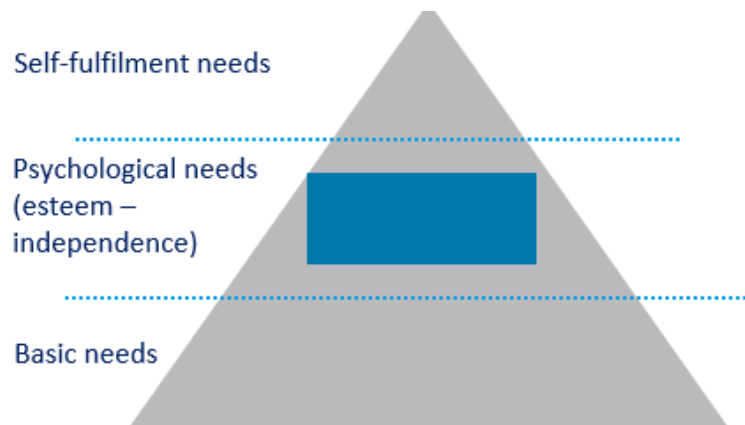 Self-fulfilment needs
Psychological needs
(esteem –
independence)
Basic needs